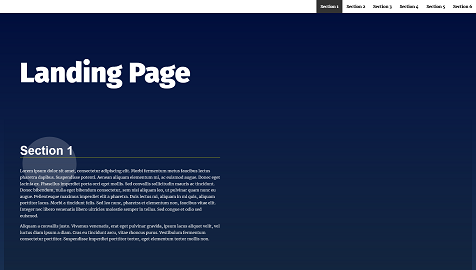 Section 1 Section 2 Section 3 Section 4 Section 5 Section 6
Landing Page
Section 1
Lorem ipsum dolor sit amet, consectetur adipiscing elit. Morbi fermentum metus faucibus lectus
pharetra dapibus. Suspendisse potenti. Aenean aliquam elementum mi, ac euismod augue. Donec eget
lacinia ex. Phasellus imperdiet porta orci eget mollis. Sed convallis sollicitudin mauris ac tincidunt.
Donec bibendum, nulla eget bibendum consectetur, sem nisi aliquam leo, ut pulvinar quam nunc eu
augue. Pellentesque maximus imperdiet elit a pharetra. Duis lectus mi, aliquam in mi quis, aliquam
porttitor lacus. Morbi a tincidunt felis. Sed leo nunc, pharetra et elementum non, faucibus vitae elit.
Integer nec libero venenatis libero ultricies molestie semper in tellus. Sed congue et odio sed
euismod.
Aliquam a convallis justo. Vivamus venenatis, erat eget pulvinar gravida, ipsum lacus aliquet velit, vel
luctus diam ipsum a diam. Cras eu tincidunt arcu, vitae rhoncus purus. Vestibulum fermentum
consectetur porttitor. Suspendisse imperdiet porttitor tortor, eget elementum tortor mollis non.